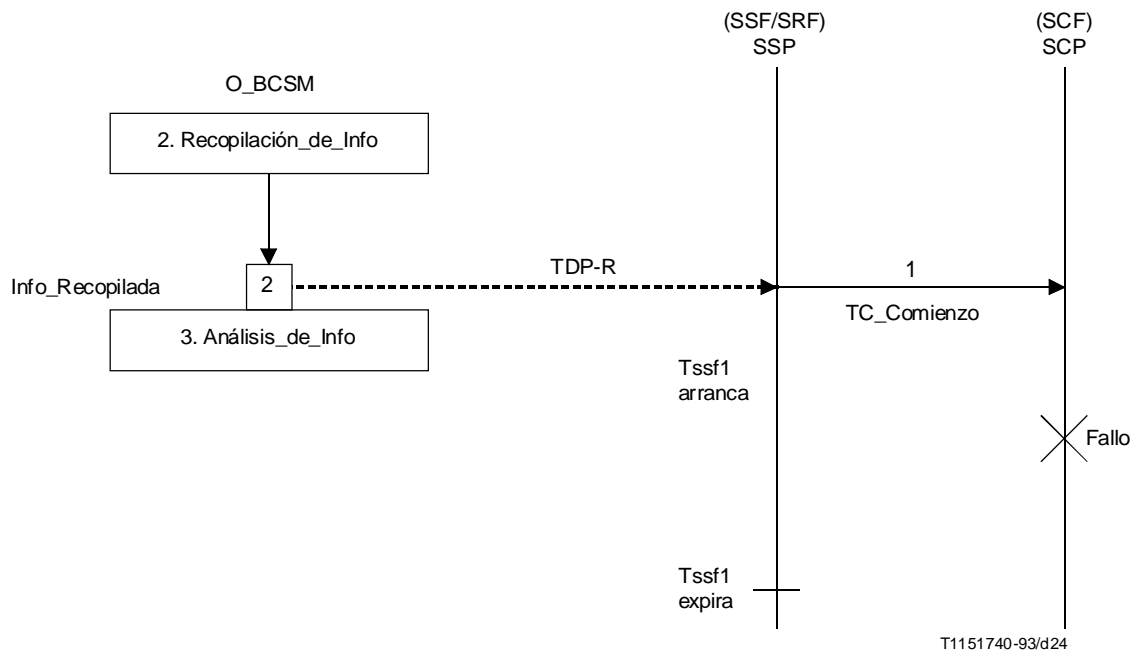 (SSF/SRF)
SSP
(SCF)
SCP
O_BCSM
2. Recopilación_de_Info
Info_Recopilada
2
TDP-R
1
TC_Comienzo
3. Análisis_de_Info
Tssf1
arranca
Fallo
Tssf1
expira
T1151740-93/d24